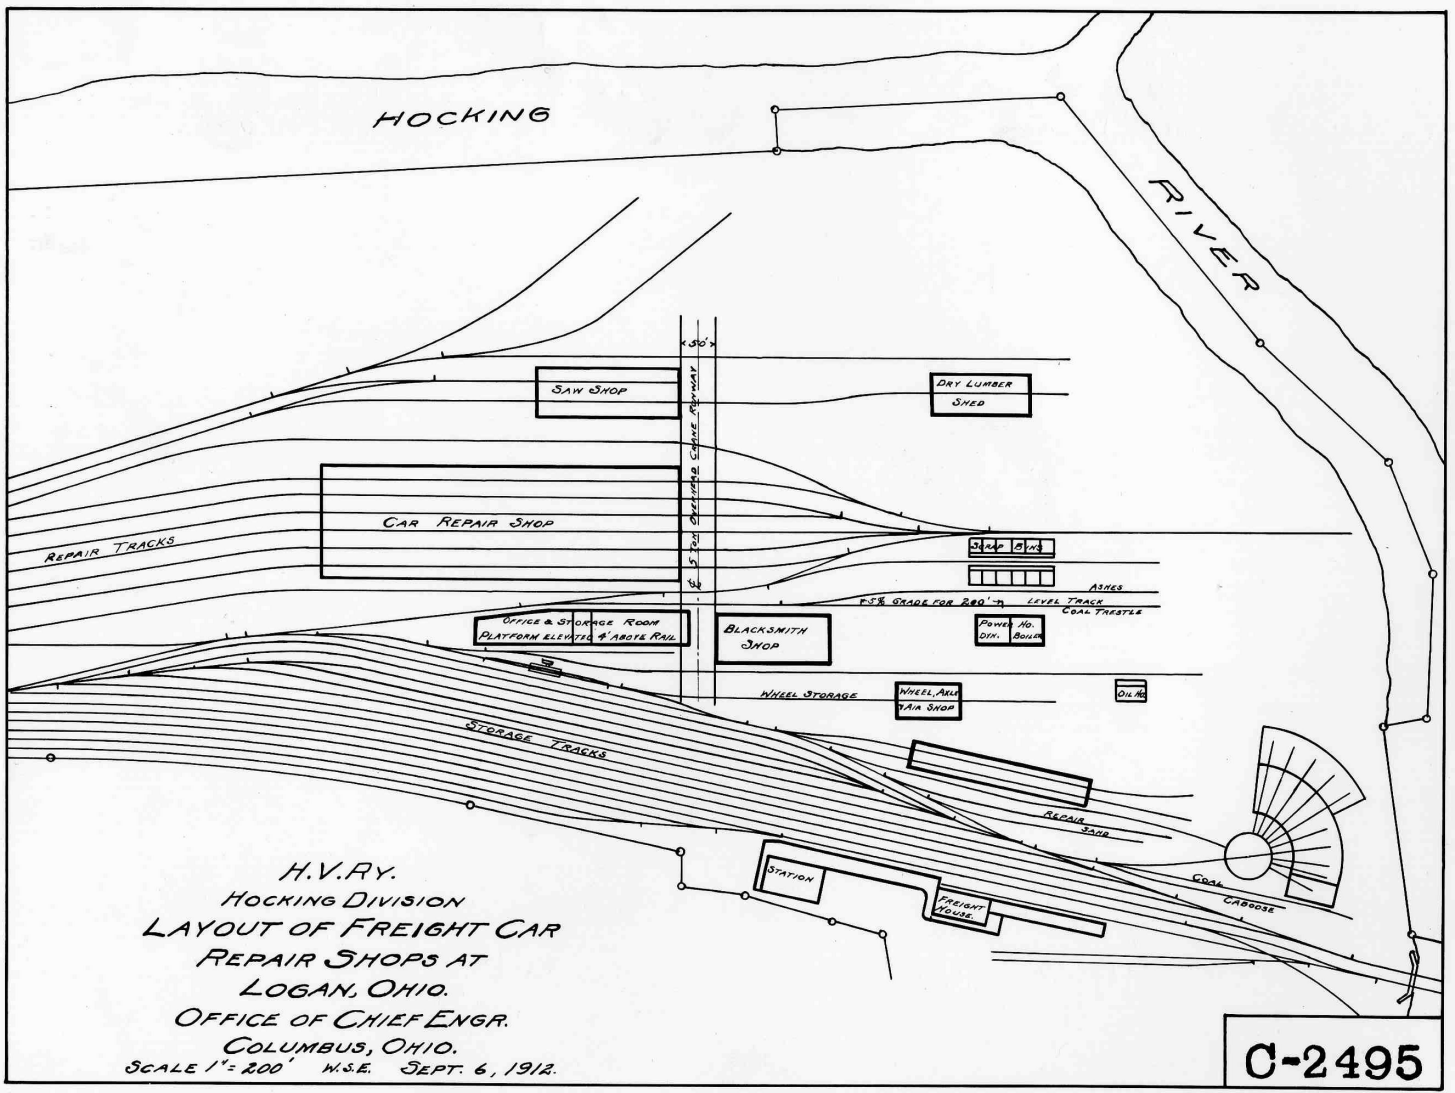 HOCKING
RIVER
50'
SAW SHOP
DRY LUMBER
SHED
5 TON OVERHEAD CRANE RUNWAY
CAR REPAIR SHOP
REPAIR TRACKS
SCRAP BINS
ASHES
.5% GRADE FOR 200'
LEVEL TRACK
COAL TRESTLE
OFFICE & STORAGE ROOM
PLATFORM ELEVATED 4' ABOVE RAIL
BLACKSMITH
SHOP
POWER HO.
DYN. BOILER
WHEEL STORAGE
WHEEL, AXLE
& AIR SHOP
OIL HO.
STORAGE TRACKS
REPAIR
SAND
STATION
FREIGHT
HOUSE.
COAL
CABOOSE
H.V.RY.
HOCKING DIVISION
LAYOUT OF FREIGHT CAR
REPAIR SHOPS AT
LOGAN, OHIO.
OFFICE OF CHIEF ENGR.
COLUMBUS, OHIO.
SCALE 1"=200' W.S.E. SEPT. 6, 1912.
C-2495